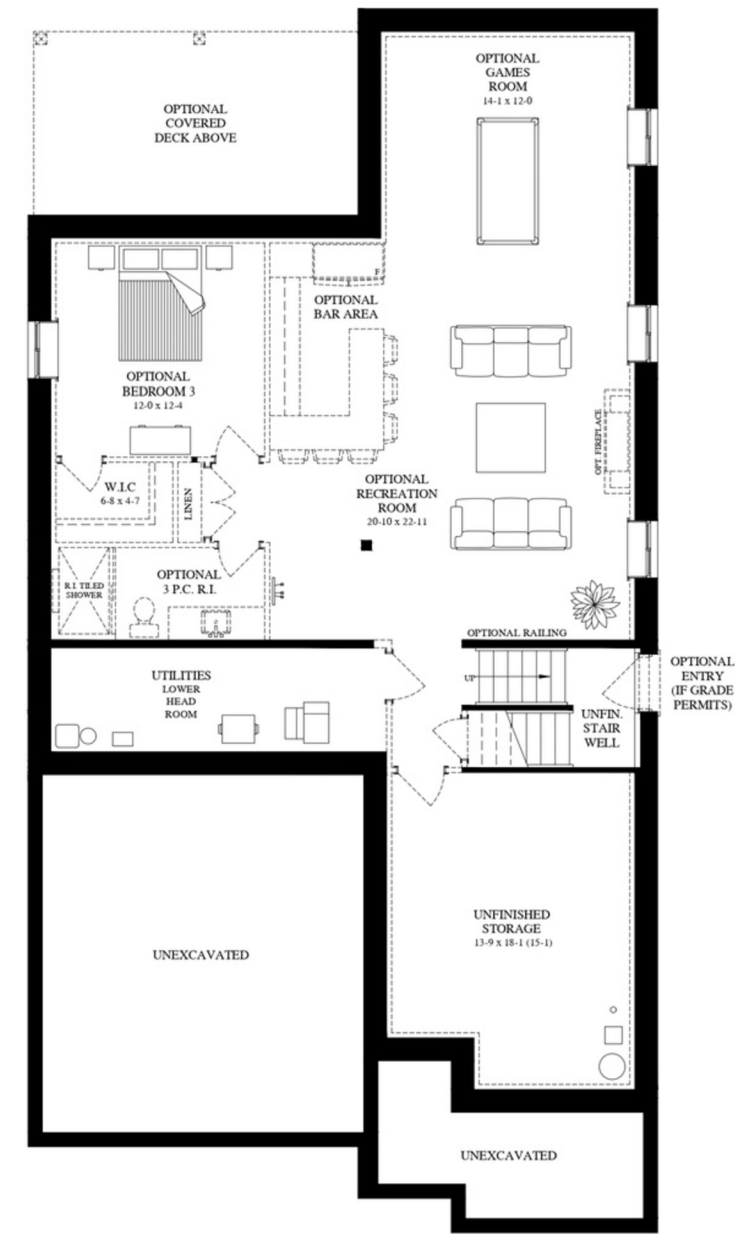 OPTIONAL
GAMES
ROOM
14-1 x 12-0
OPTIONAL
COVERED
DECK ABOVE
F
OPTIONAL
BAR AREA
OPTIONAL
BEDROOM 3
12-0 x 12-4
OPT. FIREPLACE
W.I.C
6-8 x 4-7
LINEN
OPTIONAL
RECREATION
ROOM
20-10 x 22-11
R.I. TILED
SHOWER
OPTIONAL
3 P.C. R.I.
OPTIONAL RAILING
UTILITIES
LOWER
HEAD
ROOM
UP
OPTIONAL
ENTRY
(IF GRADE
PERMITS)
UNFIN.
STAIR
WELL
UNFINISHED
STORAGE
13-9 x 18-1 (15-1)
UNEXCAVATED
UNEXCAVATED